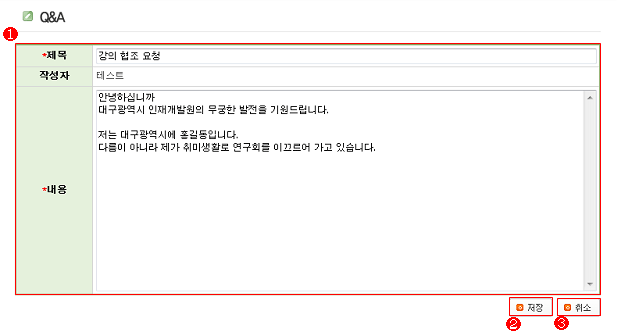 Q&A
1
*제목 강의 협조 요청
작성자 테스트
*내용
안녕하십니까
대구광역시 인재개발원의 무궁한 발전을 기원드립니다.
저는 대구광역시에 홍길동입니다.
다름이 아니라 제가 취미생활로 연구회를 이끄르어 가고 있습니다.
저장 취소
2 3